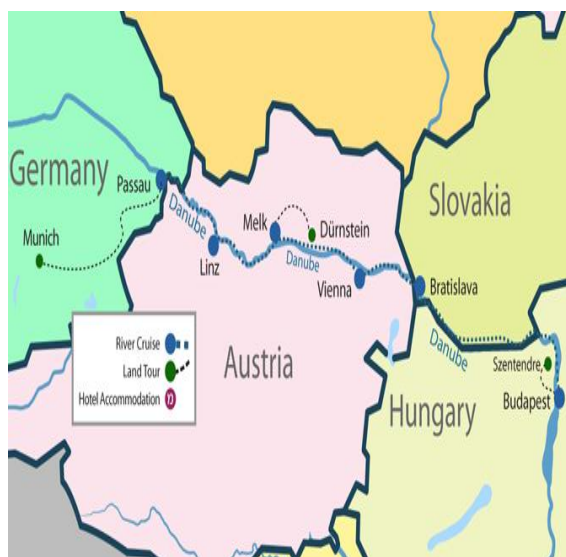 Germany
Passau
Munich
Danube
Linz
Melk
Dürnstein
Danube
Vienna
Slovakia
Bratislava
Danube
Szentendre,
Budapest
Hungary
Austria
River Cruise
Land Tour
Hotel Accommodation
n